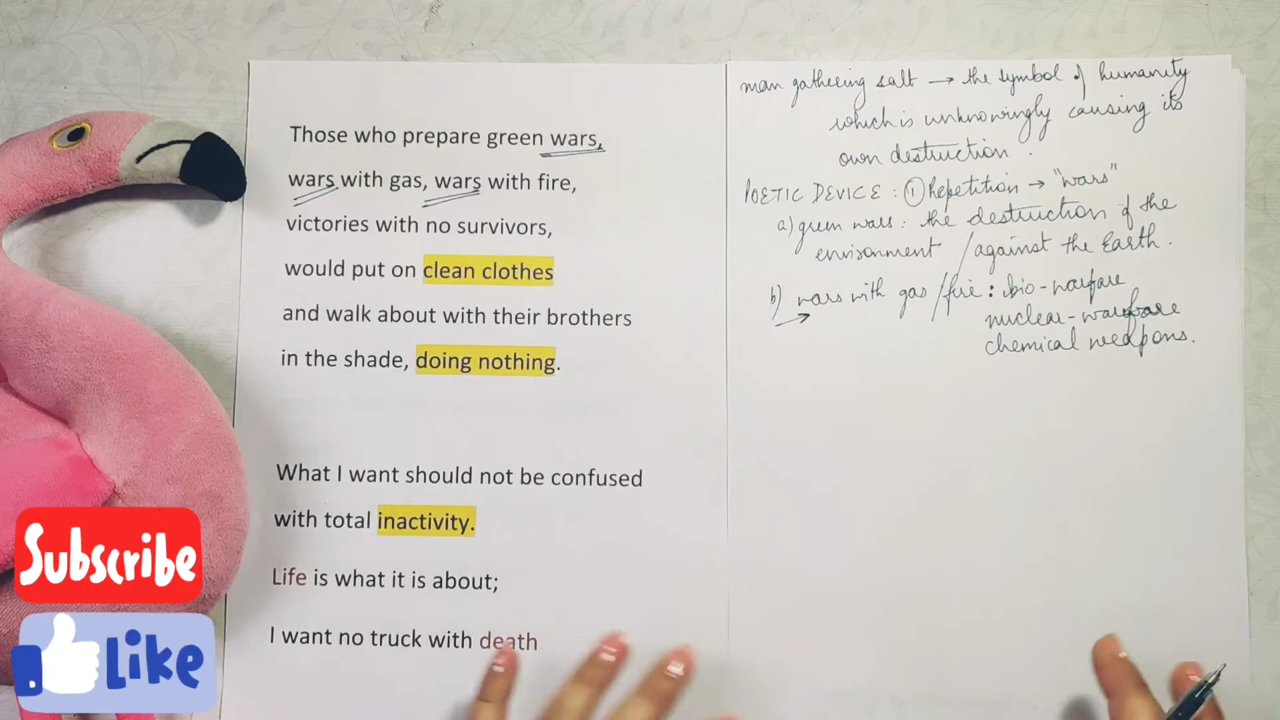 Those who prepare green wars,
wars with gas, wars with fire,
victories with no survivors,
would put on clean clothes
and walk about with their brothers
in the shade, doing nothing.
What I want should not be confused
with total inactivity.
Life is what it is about;
I want no truck with death
man gathering salt → the symbol of humanity
which is unknowingly causing its
own destruction.
POETIC DEVICE: ① Repetition → "wars"
a) green wars: the destruction of the
environment / against the Earth.
b) wars with gas / fire: bio-warfare
nuclear-warfare
chemical weapons.
Subscribe
Like